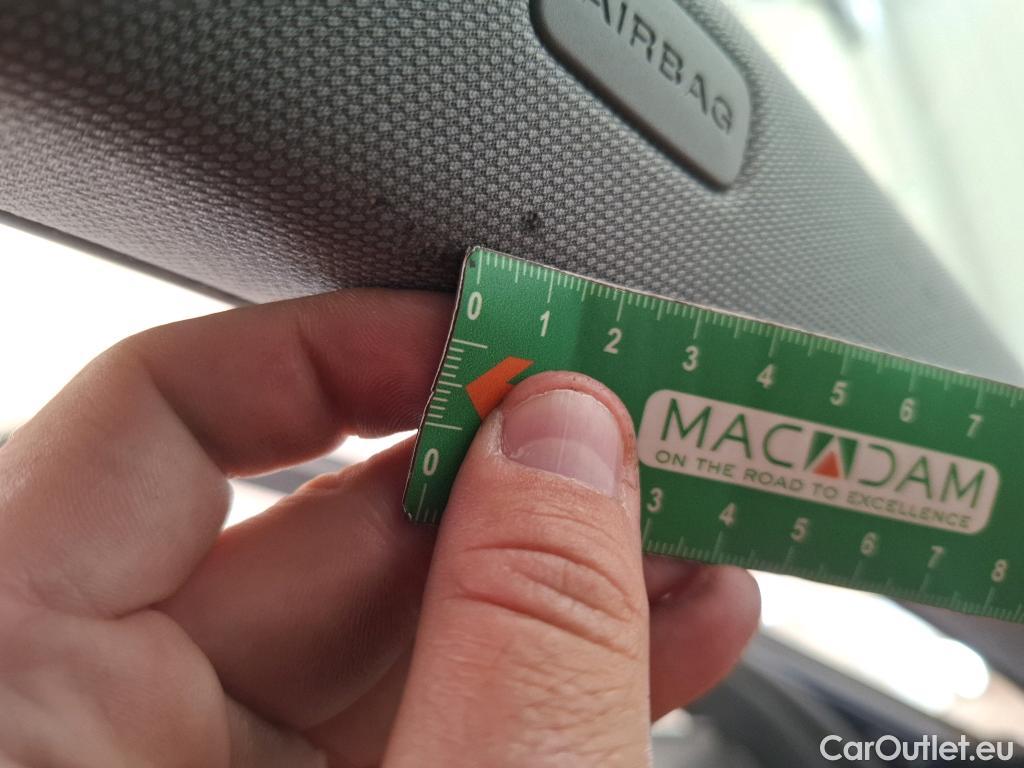 AIRBAG
0 1 2 3 4 5 6 7
MACADAM
ON THE ROAD TO EXCELLENCE
0 3 4 5 6 7 8
CarOutlet.eu